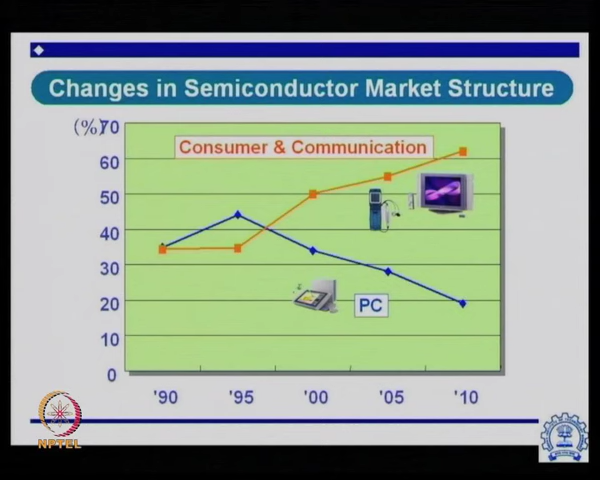 Changes in Semiconductor Market Structure
(%)
70
Consumer & Communication
60
50
40
30
PC
20
10
0
'90 '95 '00 '05 '10
NPTEL